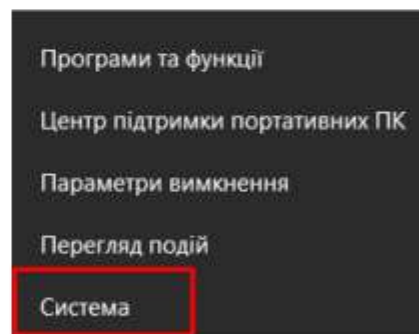 Програми та функції
Центр підтримки портативних ПК
Параметри вимкнення
Перегляд подій
Система